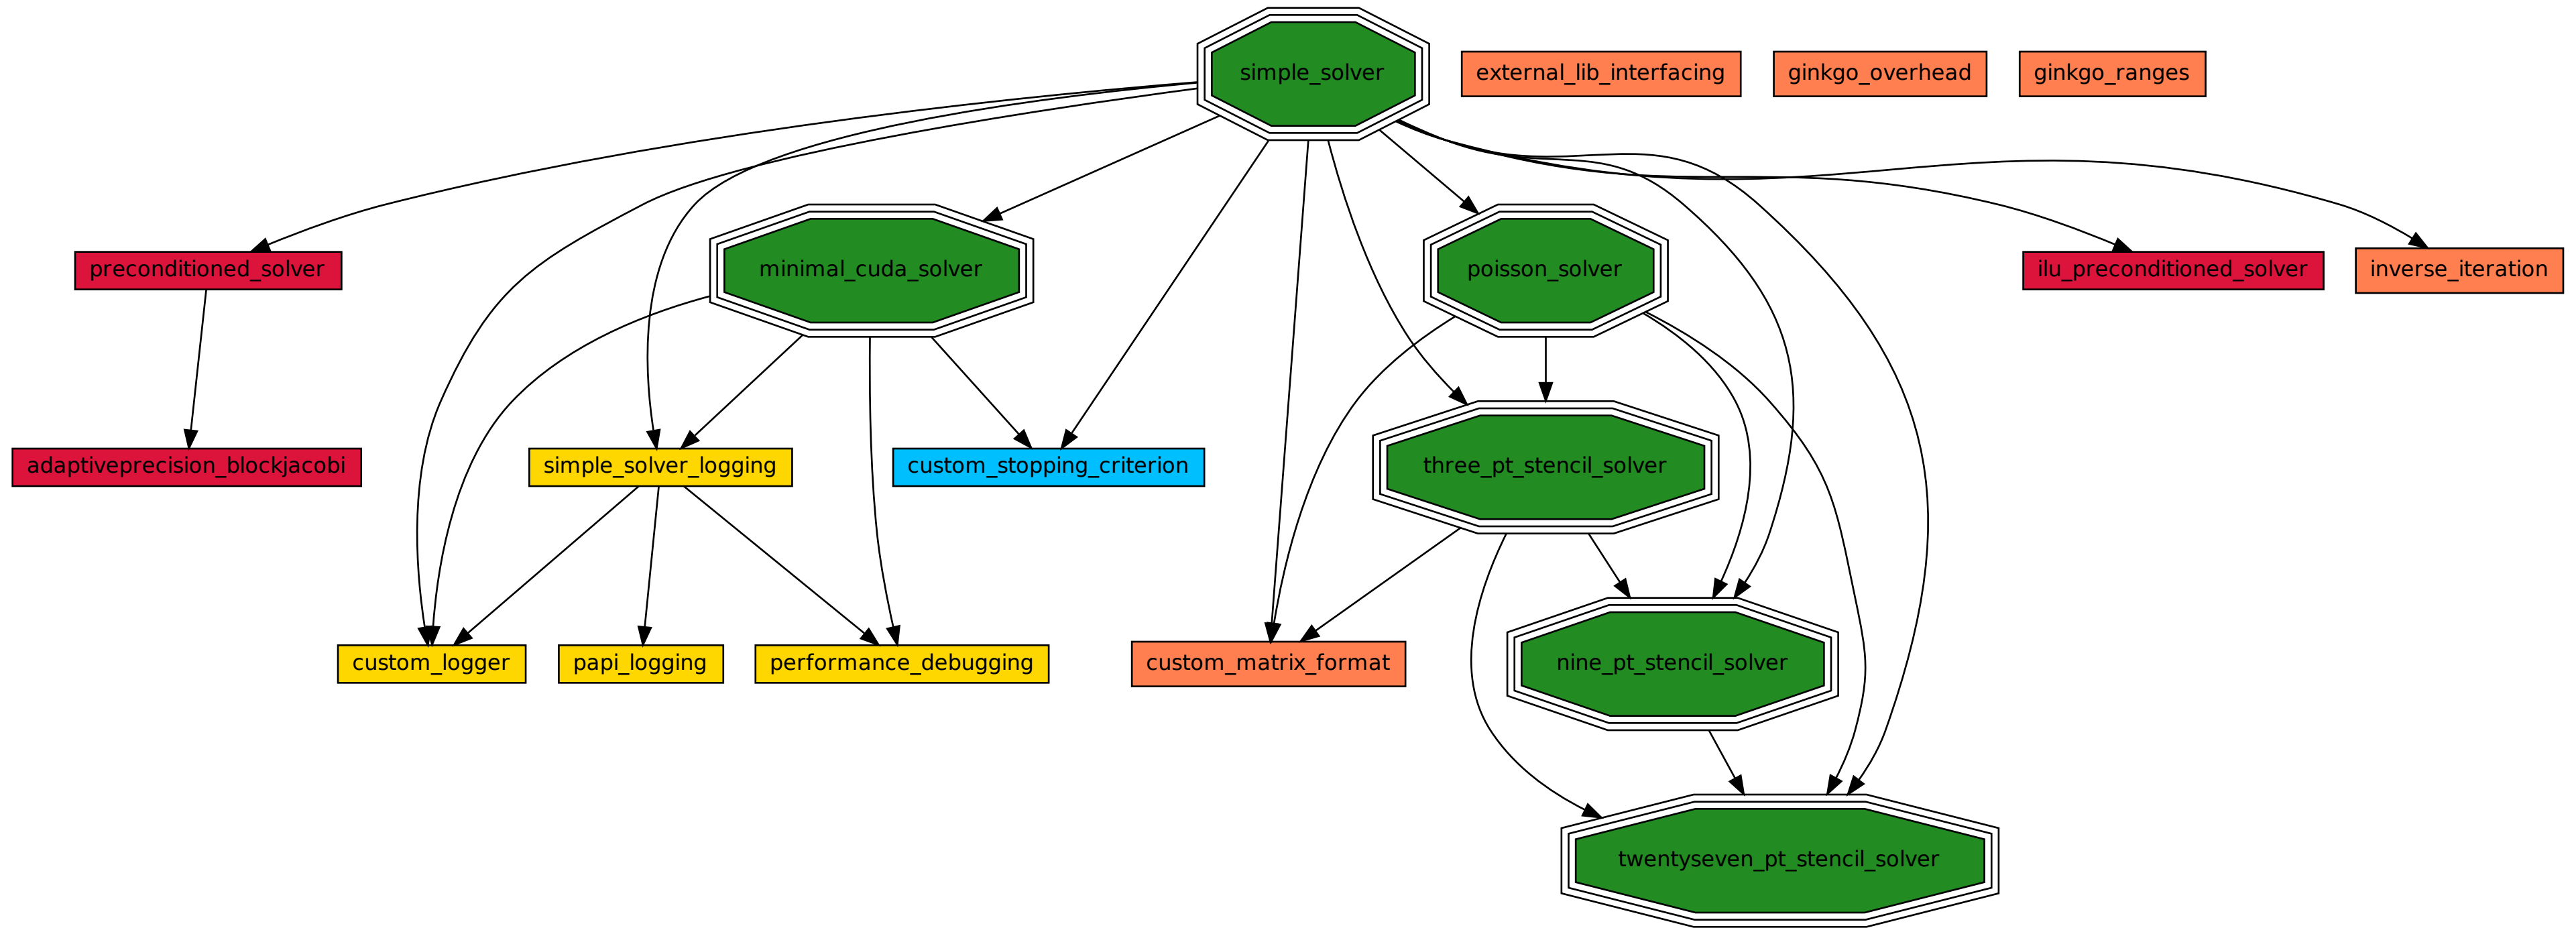 simple_solver
external_lib_interfacing
ginkgo_overhead
ginkgo_ranges
preconditioned_solver
minimal_cuda_solver
poisson_solver
ilu_preconditioned_solver
inverse_iteration
adaptiveprecision_blockjacobi
simple_solver_logging
custom_stopping_criterion
three_pt_stencil_solver
custom_logger
papi_logging
performance_debugging
custom_matrix_format
nine_pt_stencil_solver
twentyseven_pt_stencil_solver